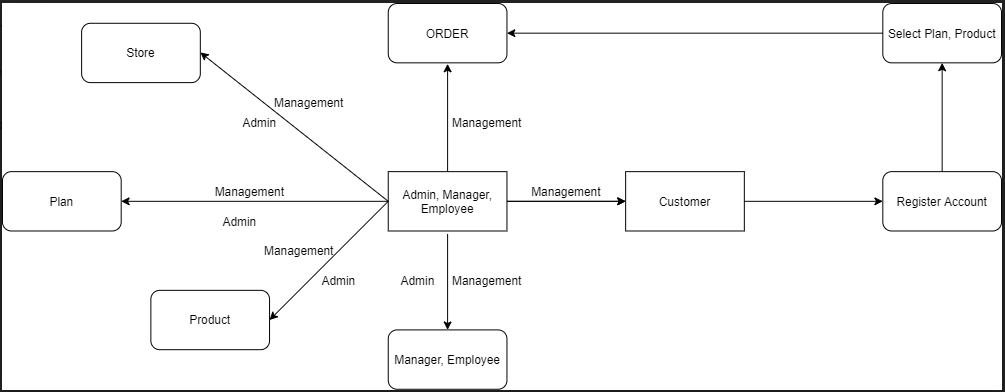 ORDER
Select Plan, Product
Store
Management
Admin
Management
Plan
Management
Admin
Admin, Manager,
Employee
Management
Customer
Register Account
Management
Admin
Admin
Management
Product
Manager, Employee